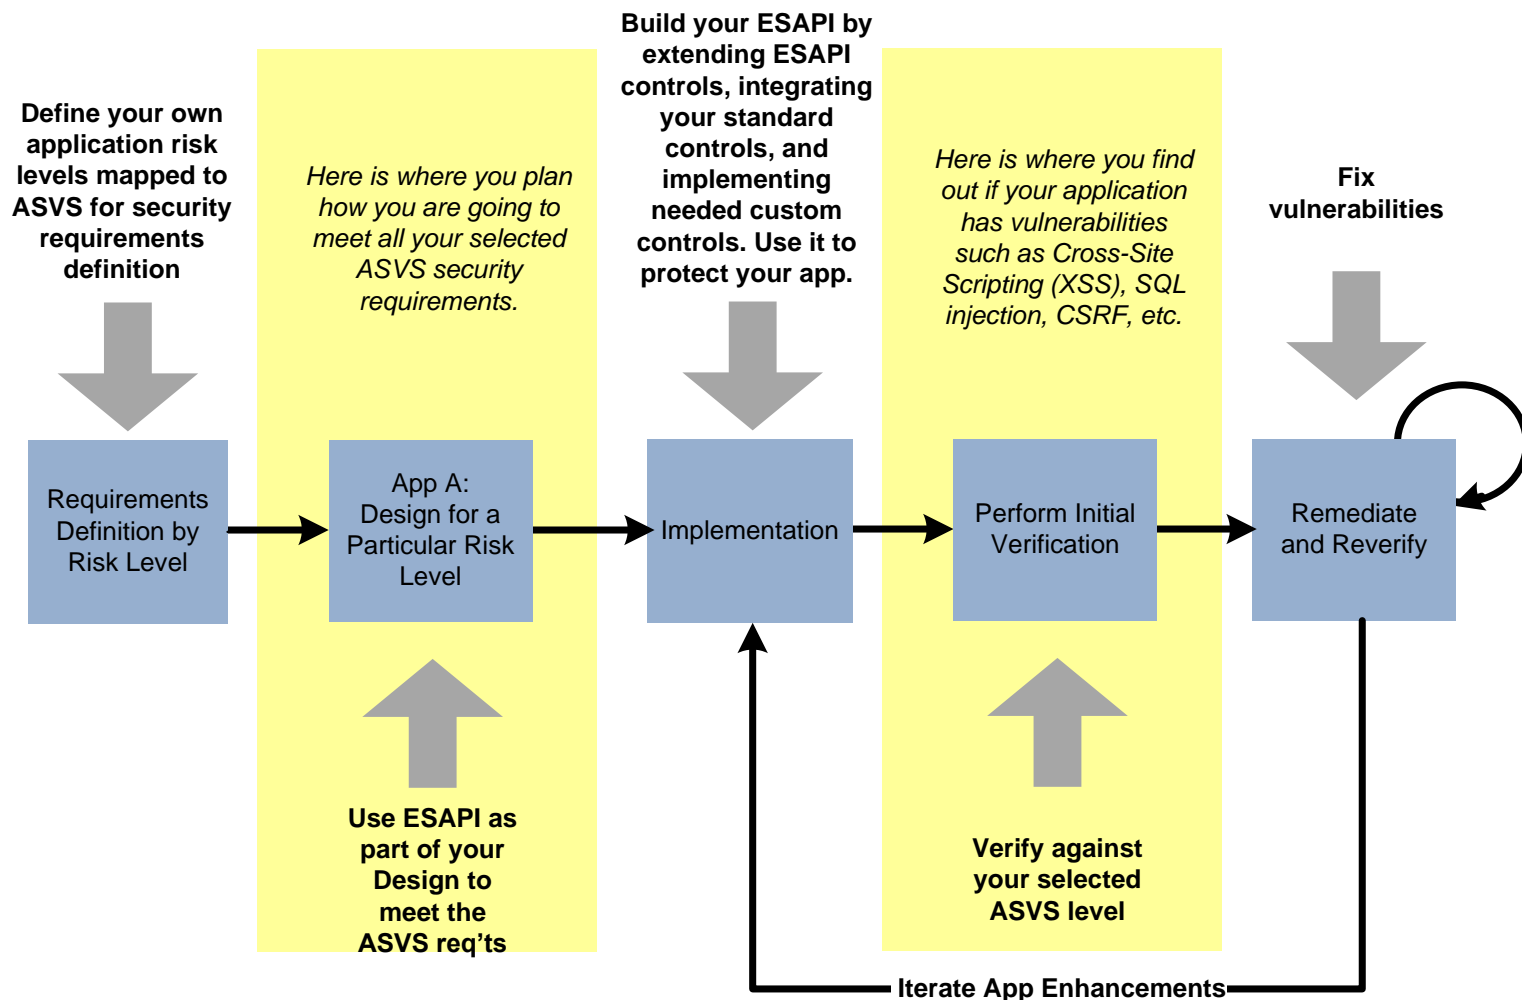 Define your own
application risk
levels mapped to
ASVS for security
requirements
definition
Here is where you plan
how you are going to
meet all your selected
ASVS security
requirements.
Build your ESAPI by
extending ESAPI
controls, integrating
your standard
controls, and
implementing
needed custom
controls. Use it to
protect your app.
Here is where you find
out if your application
has vulnerabilities
such as Cross-Site
Scripting (XSS), SQL
injection, CSRF, etc.
Fix
vulnerabilities
Requirements
Definition by
Risk Level
App A:
Design for a
Particular Risk
Level
Implementation
Perform Initial
Verification
Remediate
and Reverify
Use ESAPI as
part of your
Design to
meet the
ASVS req’ts
Verify against
your selected
ASVS level
Iterate App Enhancements